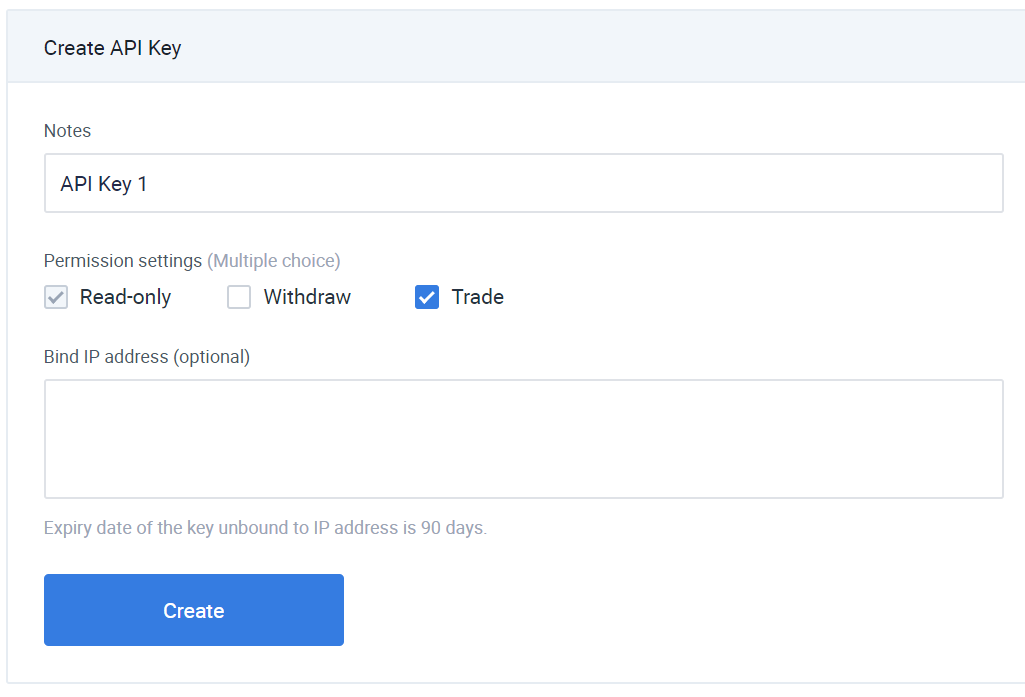 Create API Key
Notes
API Key 1
Permission settings (Multiple choice)
Read-only Withdraw Trade
Bind IP address (optional)
Expiry date of the key unbound to IP address is 90 days.
Create